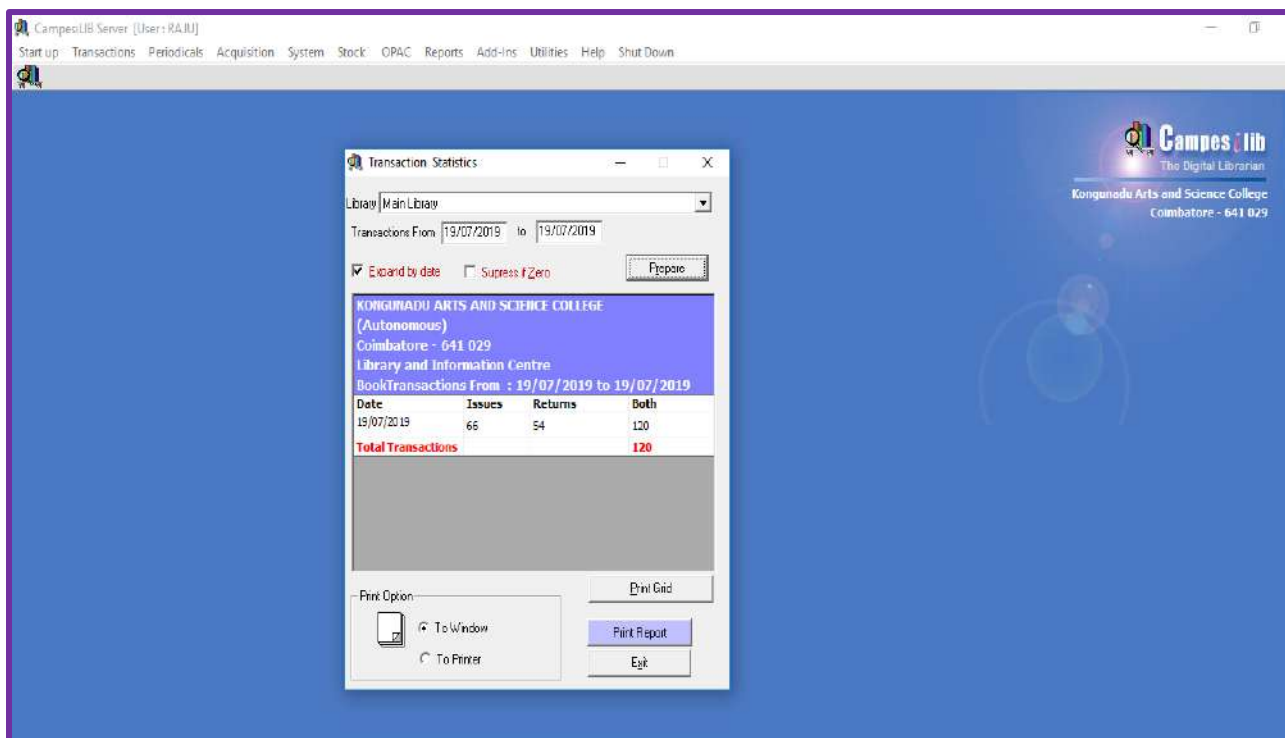 CampesiLIB Server [User : RAJU]
Start up Transactions Periodicals Acquisition System Stock OPAC Reports Add-Ins Utilities Help Shut Down
Campes i lib
The Digital Librarian
Kongunadu Arts and Science College
Coimbatore - 641 029
Transaction Statistics
Library Main Library
Transactions From 19/07/2019 to 19/07/2019
Expand by date Supress if Zero Prepare
KONGUNADU ARTS AND SCIENCE COLLEGE
(Autonomous)
Coimbatore - 641 029
Library and Information Centre
BookTransactions From : 19/07/2019 to 19/07/2019
Date Issues Returns Both
19/07/2019 66 54 120
Total Transactions 120
Print Grid
Print Option
To Window
Print Report
To Printer
Exit